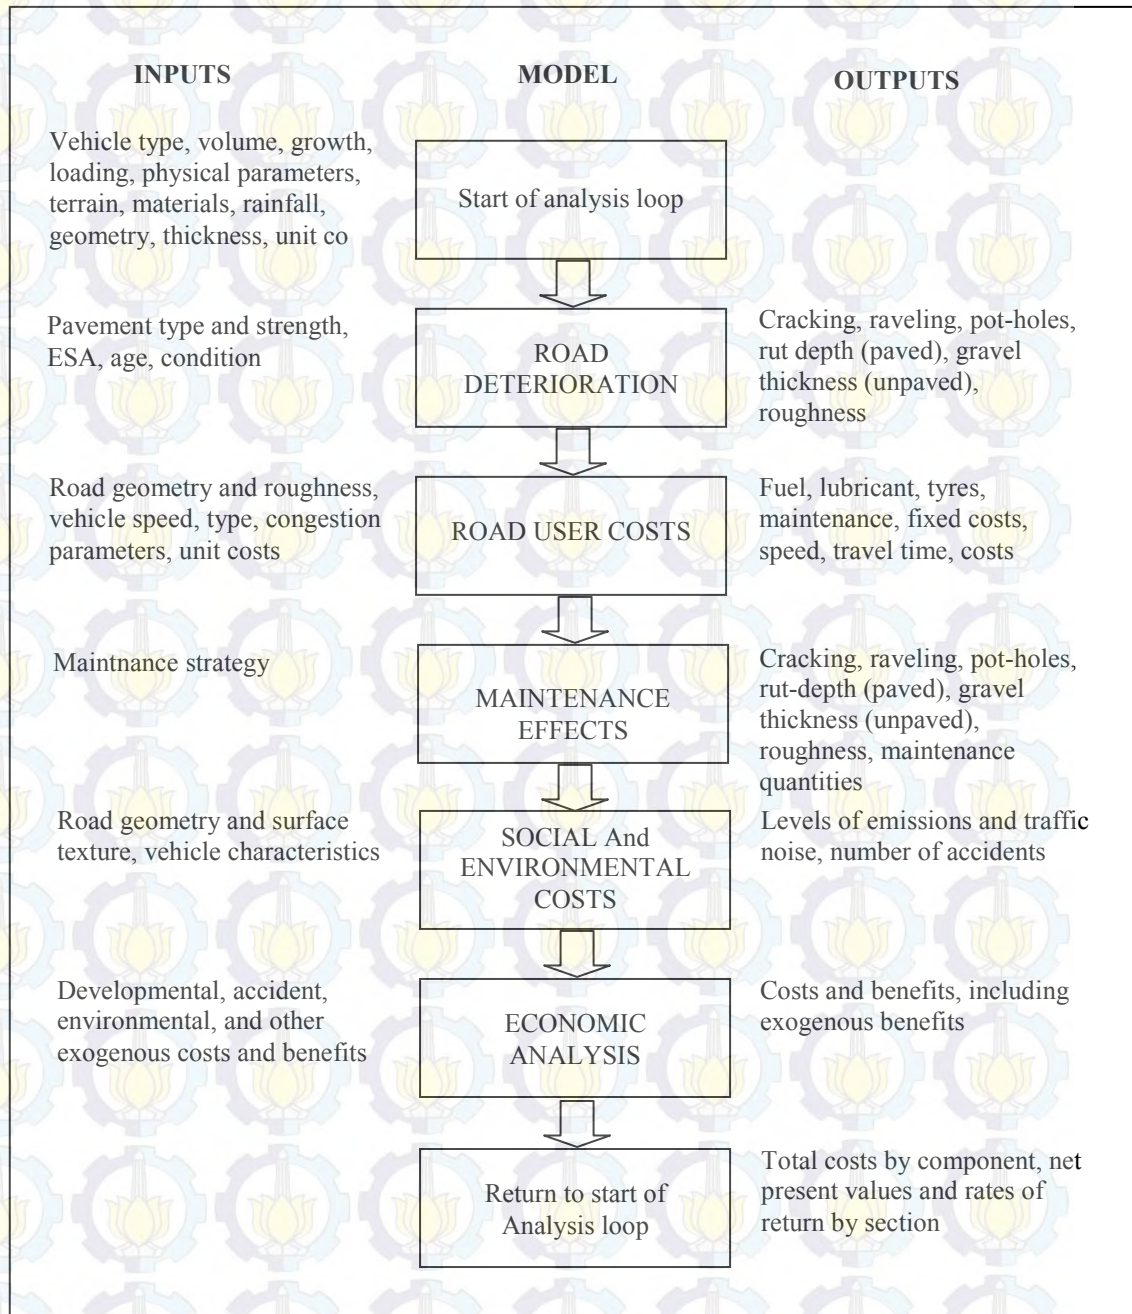 INPUTS
MODEL
OUTPUTS
Vehicle type, volume, growth,
loading, physical parameters,
terrain, materials, rainfall,
geometry, thickness, unit co
Start of analysis loop
Pavement type and strength,
ESA, age, condition
ROAD
DETERIORATION
Cracking, raveling, pot-holes,
rut depth (paved), gravel
thickness (unpaved),
roughness
Road geometry and roughness,
vehicle speed, type, congestion
parameters, unit costs
ROAD USER COSTS
Fuel, lubricant, tyres,
maintenance, fixed costs,
speed, travel time, costs
Maintnance strategy
MAINTENANCE
EFFECTS
Cracking, raveling, pot-holes,
rut-depth (paved), gravel
thickness (unpaved),
roughness, maintenance
quantities
Road geometry and surface
texture, vehicle characteristics
SOCIAL And
ENVIRONMENTAL
COSTS
Levels of emissions and traffic
noise, number of accidents
Developmental, accident,
environmental, and other
exogenous costs and benefits
ECONOMIC
ANALYSIS
Costs and benefits, including
exogenous benefits
Return to start of
Analysis loop
Total costs by component, net
present values and rates of
return by section